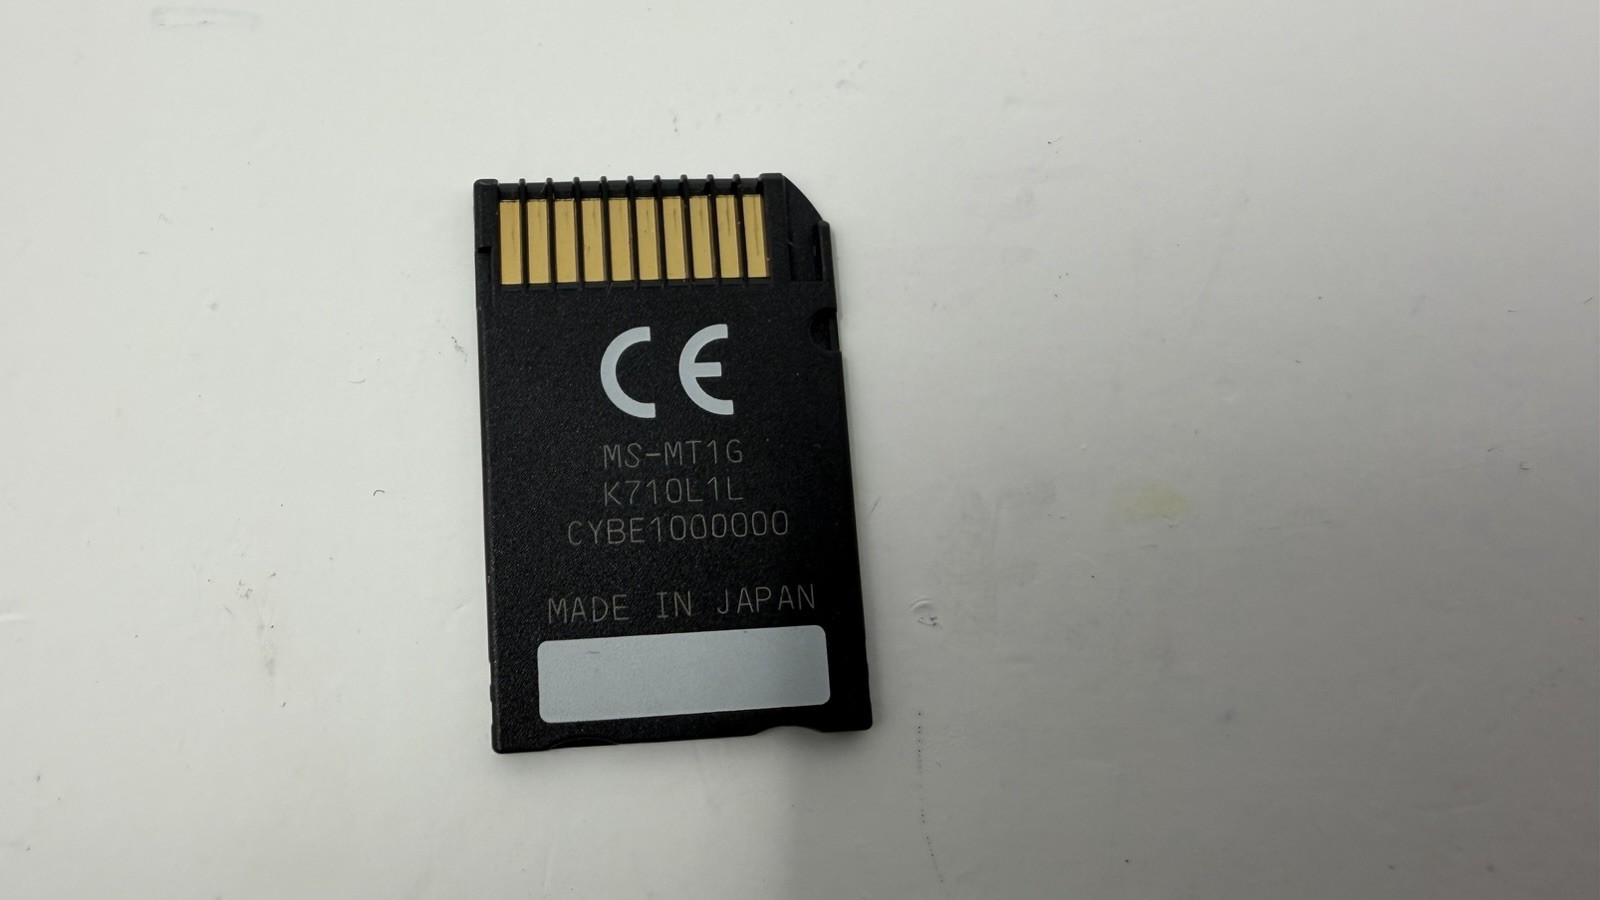 CE
MS-MT1G
K710L1L
CYBE1000000
MADE IN JAPAN